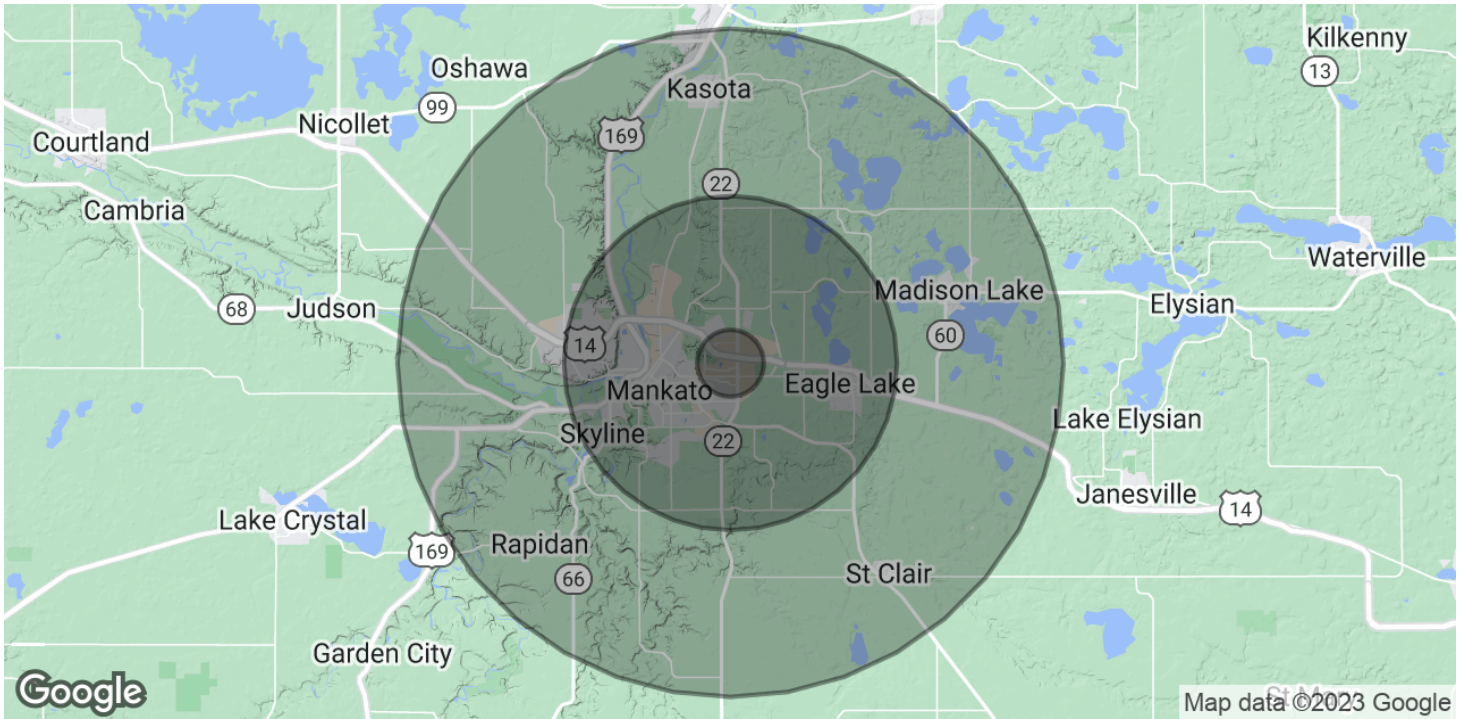 Kilkenny
Oshawa
13
Kasota
99
Nicollet
169
Courtland
22
Cambria
Waterville
Madison Lake
Elysian
68
Judson
60
14
Eagle Lake
Mankato
Lake Elysian
Skyline
22
Janesville
14
Lake Crystal
Rapidan
169
St Clair
66
Garden City
Google
Map data ©2023 Google